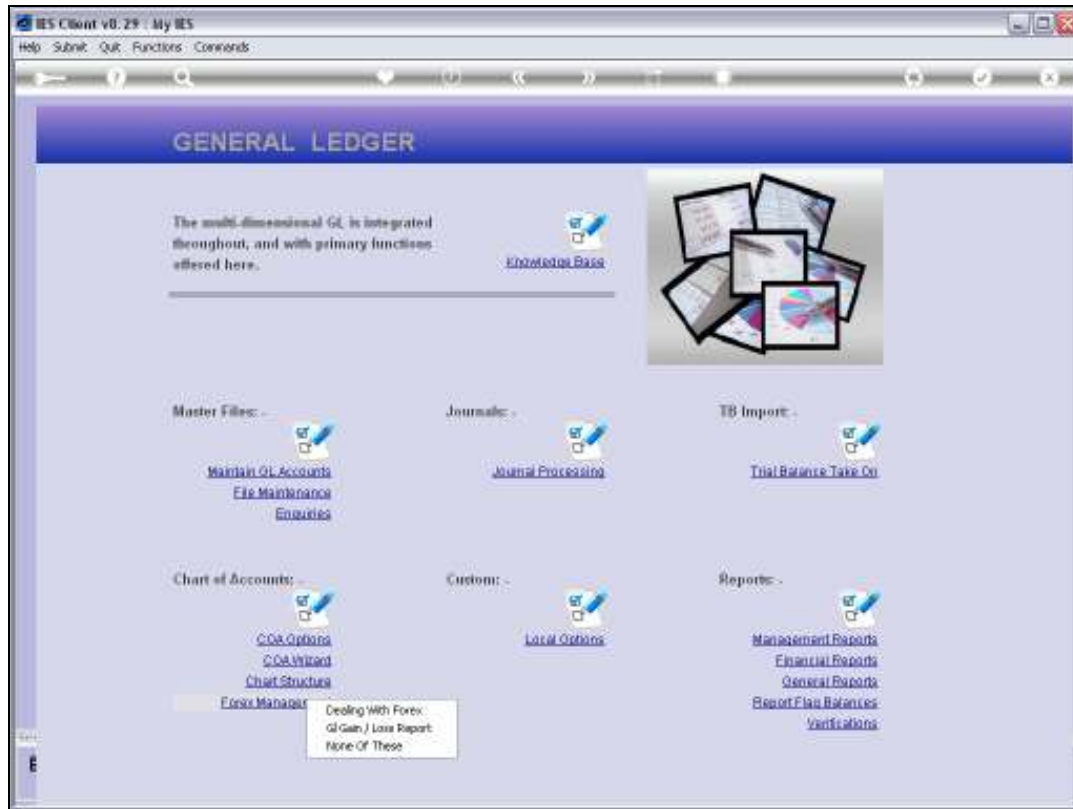 IES Client v8.29 : My IES
Help Submit Quit Functions Commands
GENERAL LEDGER
The multi-dimensional GL is integrated
throughout, and with primary functions
offered here.
Knowledge Base
Master Files: -
Journals: -
TB Import: -
Maintain GL Accounts
File Maintenance
Enquiries
Journal Processing
Trial Balance Take On
Chart of Accounts: -
Custom: -
Reports: -
COA Options
COA Wizard
Chart Structure
Forex Manager
Local Options
Management Reports
Financial Reports
General Reports
Report Flag Balances
Verifications
Dealing With Forex
Gl Gain / Loss Report
None Of These